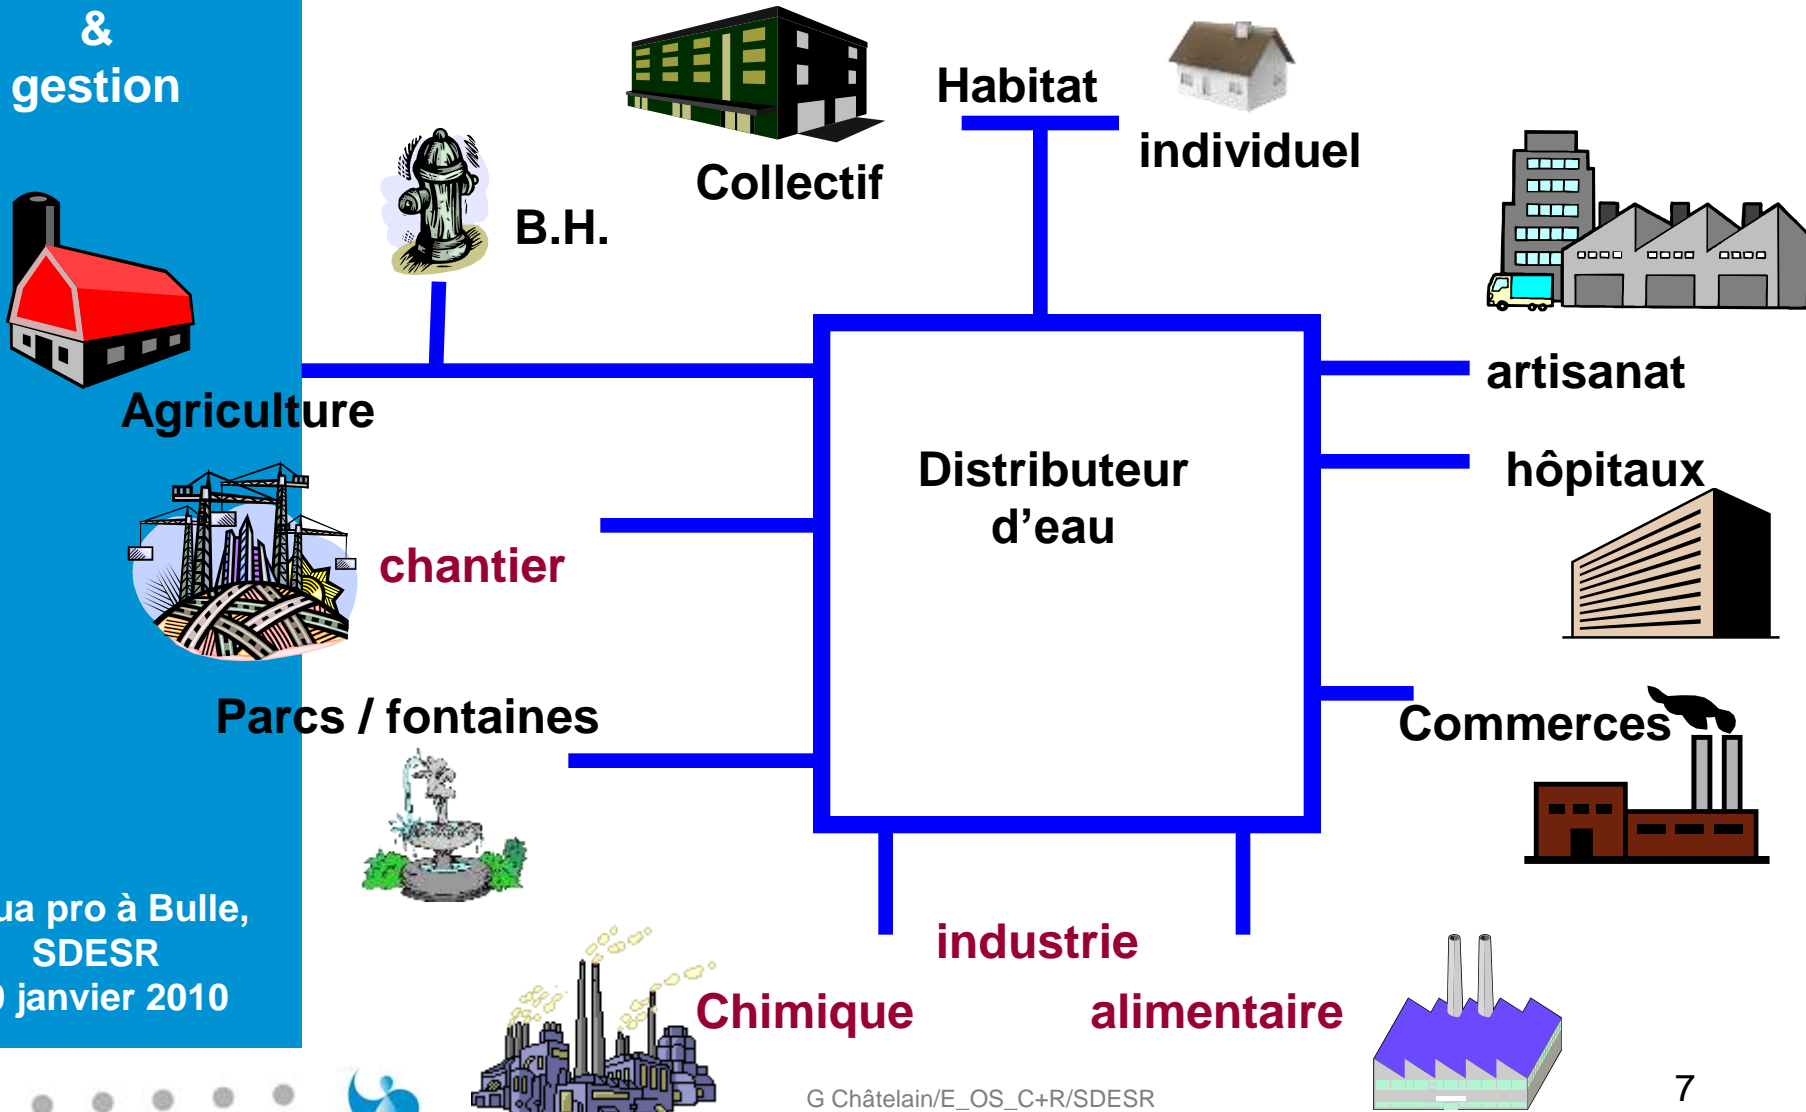 &
gestion
Habitat
individuel
Collectif
B.H.
Agriculture
artisanat
hôpitaux
Distributeur
d’eau
chantier
Parcs / fontaines
Commerces
industrie
Chimique
alimentaire
pro à Bulle,
SDESR
janvier 2010
G Châtelain/E_OS_C+R/SDESR
7